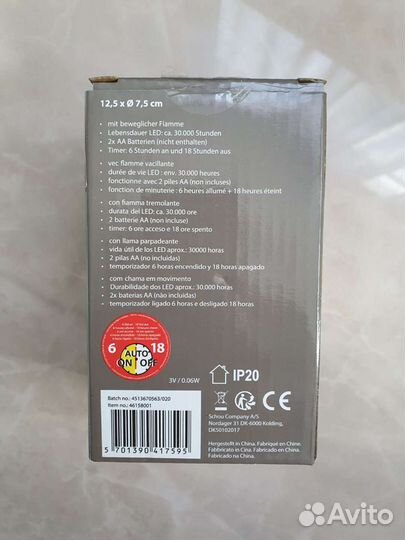 12,5 x Ø 7,5 cm
• mit beweglicher Flamme
• Lebensdauer LED: ca. 30.000 Stunden
• 2x AA Batterien (nicht enthalten)
• Timer: 6 Stunden an und 18 Stunden aus
• vec flamme vacillante
• durée de vie LED : env. 30.000 heures
• fonctionne avec 2 piles AA (non incluses)
• function de minuterie : 6 heures allumé + 18 heures éteint
• con fiamma tremolante
• durata del LED: ca. 30.000 ore
• 2 batterie AA (non incluse)
• timer: 6 ore acceso e 18 ore spento
• con llama parpadeante
• vida útil de los LED aprox.: 30000 horas
• 2 pilas AA (no incluidas)
• temporizador 6 horas encendido y 18 horas apagado
• com chama em movimento
• Durabilidade dos LED aprox.: 30.000 horas
• 2x baterias AA (não incluidas)
• temporizador ligado 6 horas e desligado 18 horas
6 18
AUTO
ON OFF
3V / 0.06W
IP20
CE
Batch no.: 4513670563/020
Item no.: 46158001
5 701390 417595
Schou Company A/S
Nordager 31 DK-6000 Kolding,
DK50102017
Hergestellt in China. Fabriqué en Chine.
Fabbricato in Cina. Fabricado en China.
Fabricado na China.
Avito